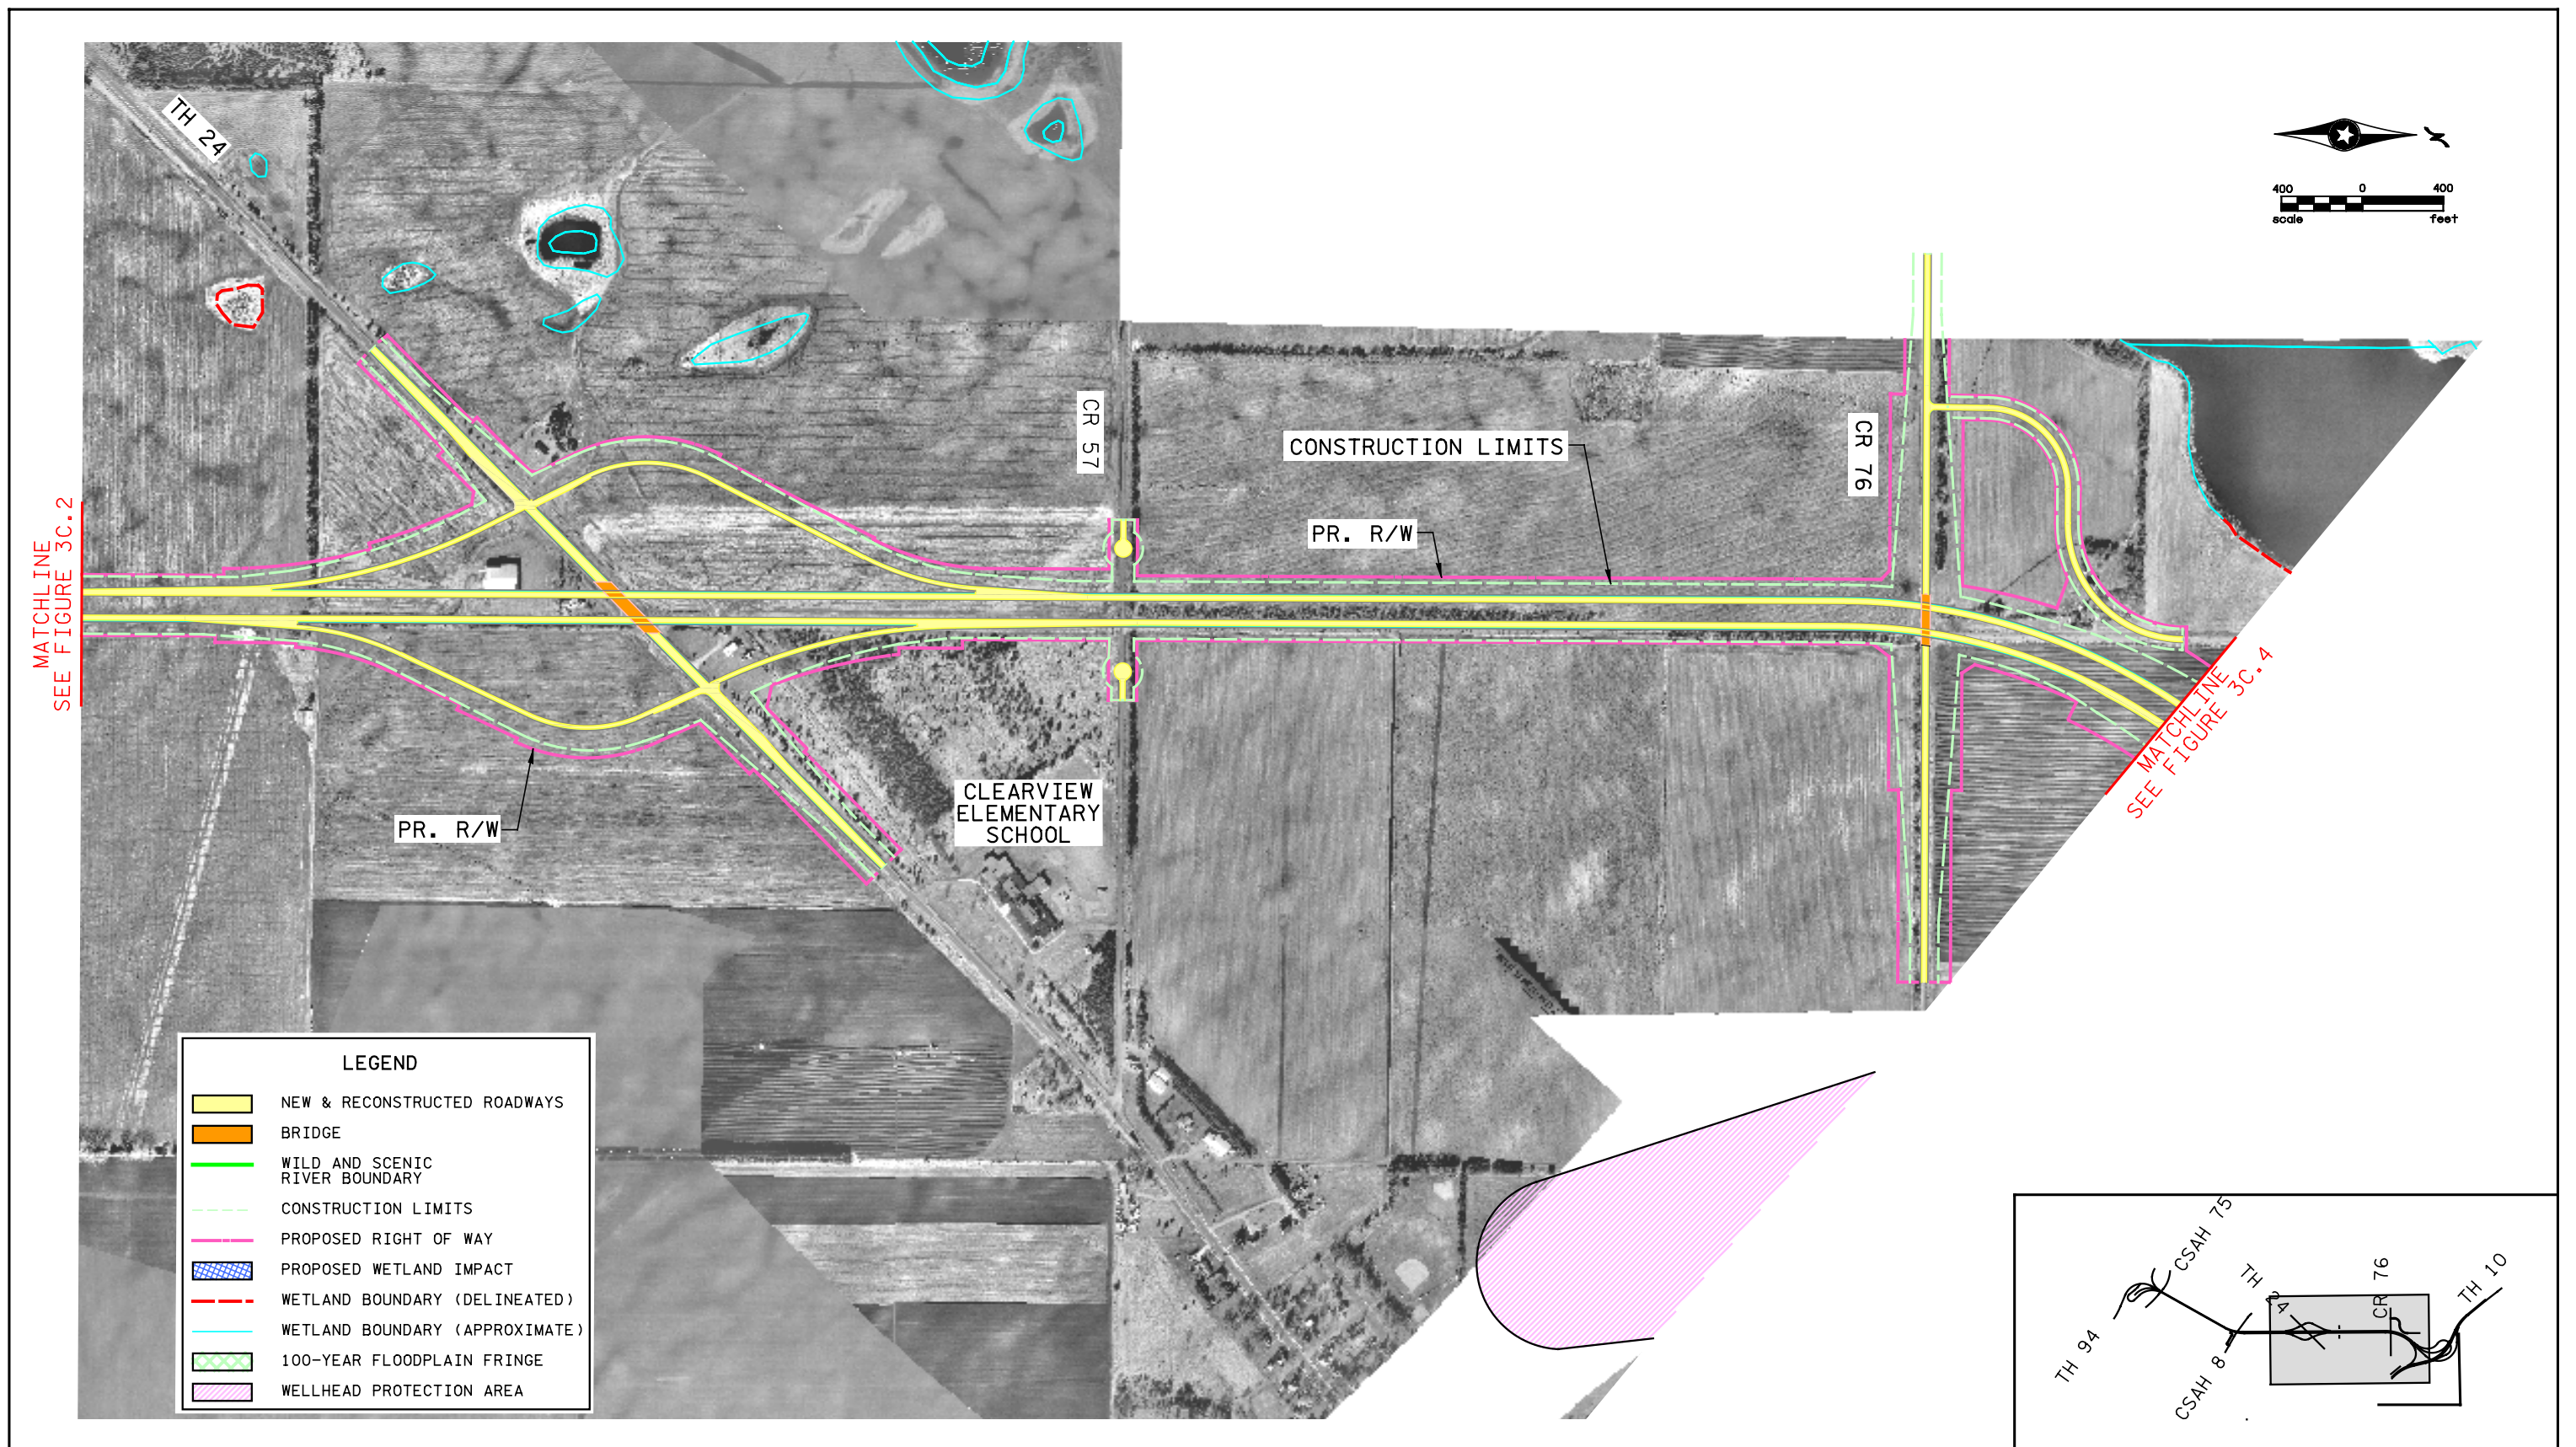 TH 24
400 0 400
scale feet
CR 57
CONSTRUCTION LIMITS
CR 76
PR. R/W
MATCHLINE
SEE FIGURE 3C.2
MATCHLINE
SEE FIGURE 3C.4
CLEARVIEW
ELEMENTARY
SCHOOL
PR. R/W
LEGEND
NEW & RECONSTRUCTED ROADWAYS
BRIDGE
WILD AND SCENIC
RIVER BOUNDARY
CONSTRUCTION LIMITS
PROPOSED RIGHT OF WAY
PROPOSED WETLAND IMPACT
WETLAND BOUNDARY (DELINEATED)
WETLAND BOUNDARY (APPROXIMATE)
100-YEAR FLOODPLAIN FRINGE
WELLHEAD PROTECTION AREA
CSAH 75
TH 24
CR 76
TH 10
TH 94
CSAH 8